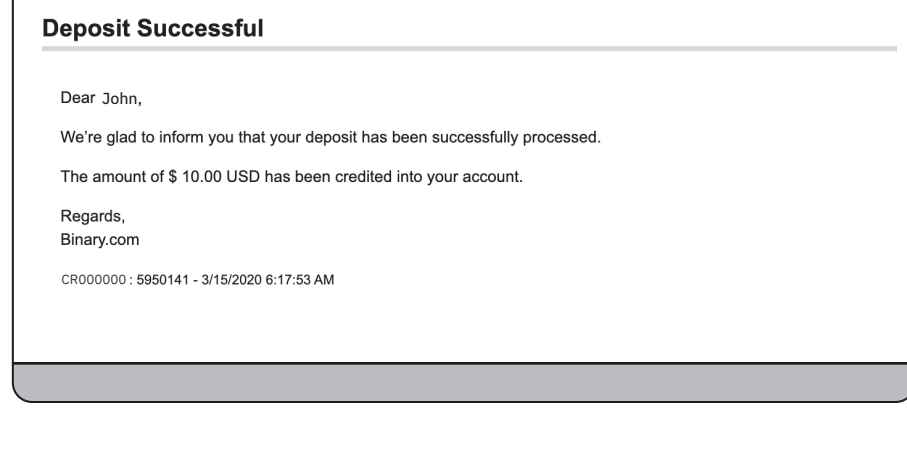 Deposit Successful
Dear John,
We’re glad to inform you that your deposit has been successfully processed.
The amount of $ 10.00 USD has been credited into your account.
Regards,
Binary.com
CR000000 : 5950141 - 3/15/2020 6:17:53 AM